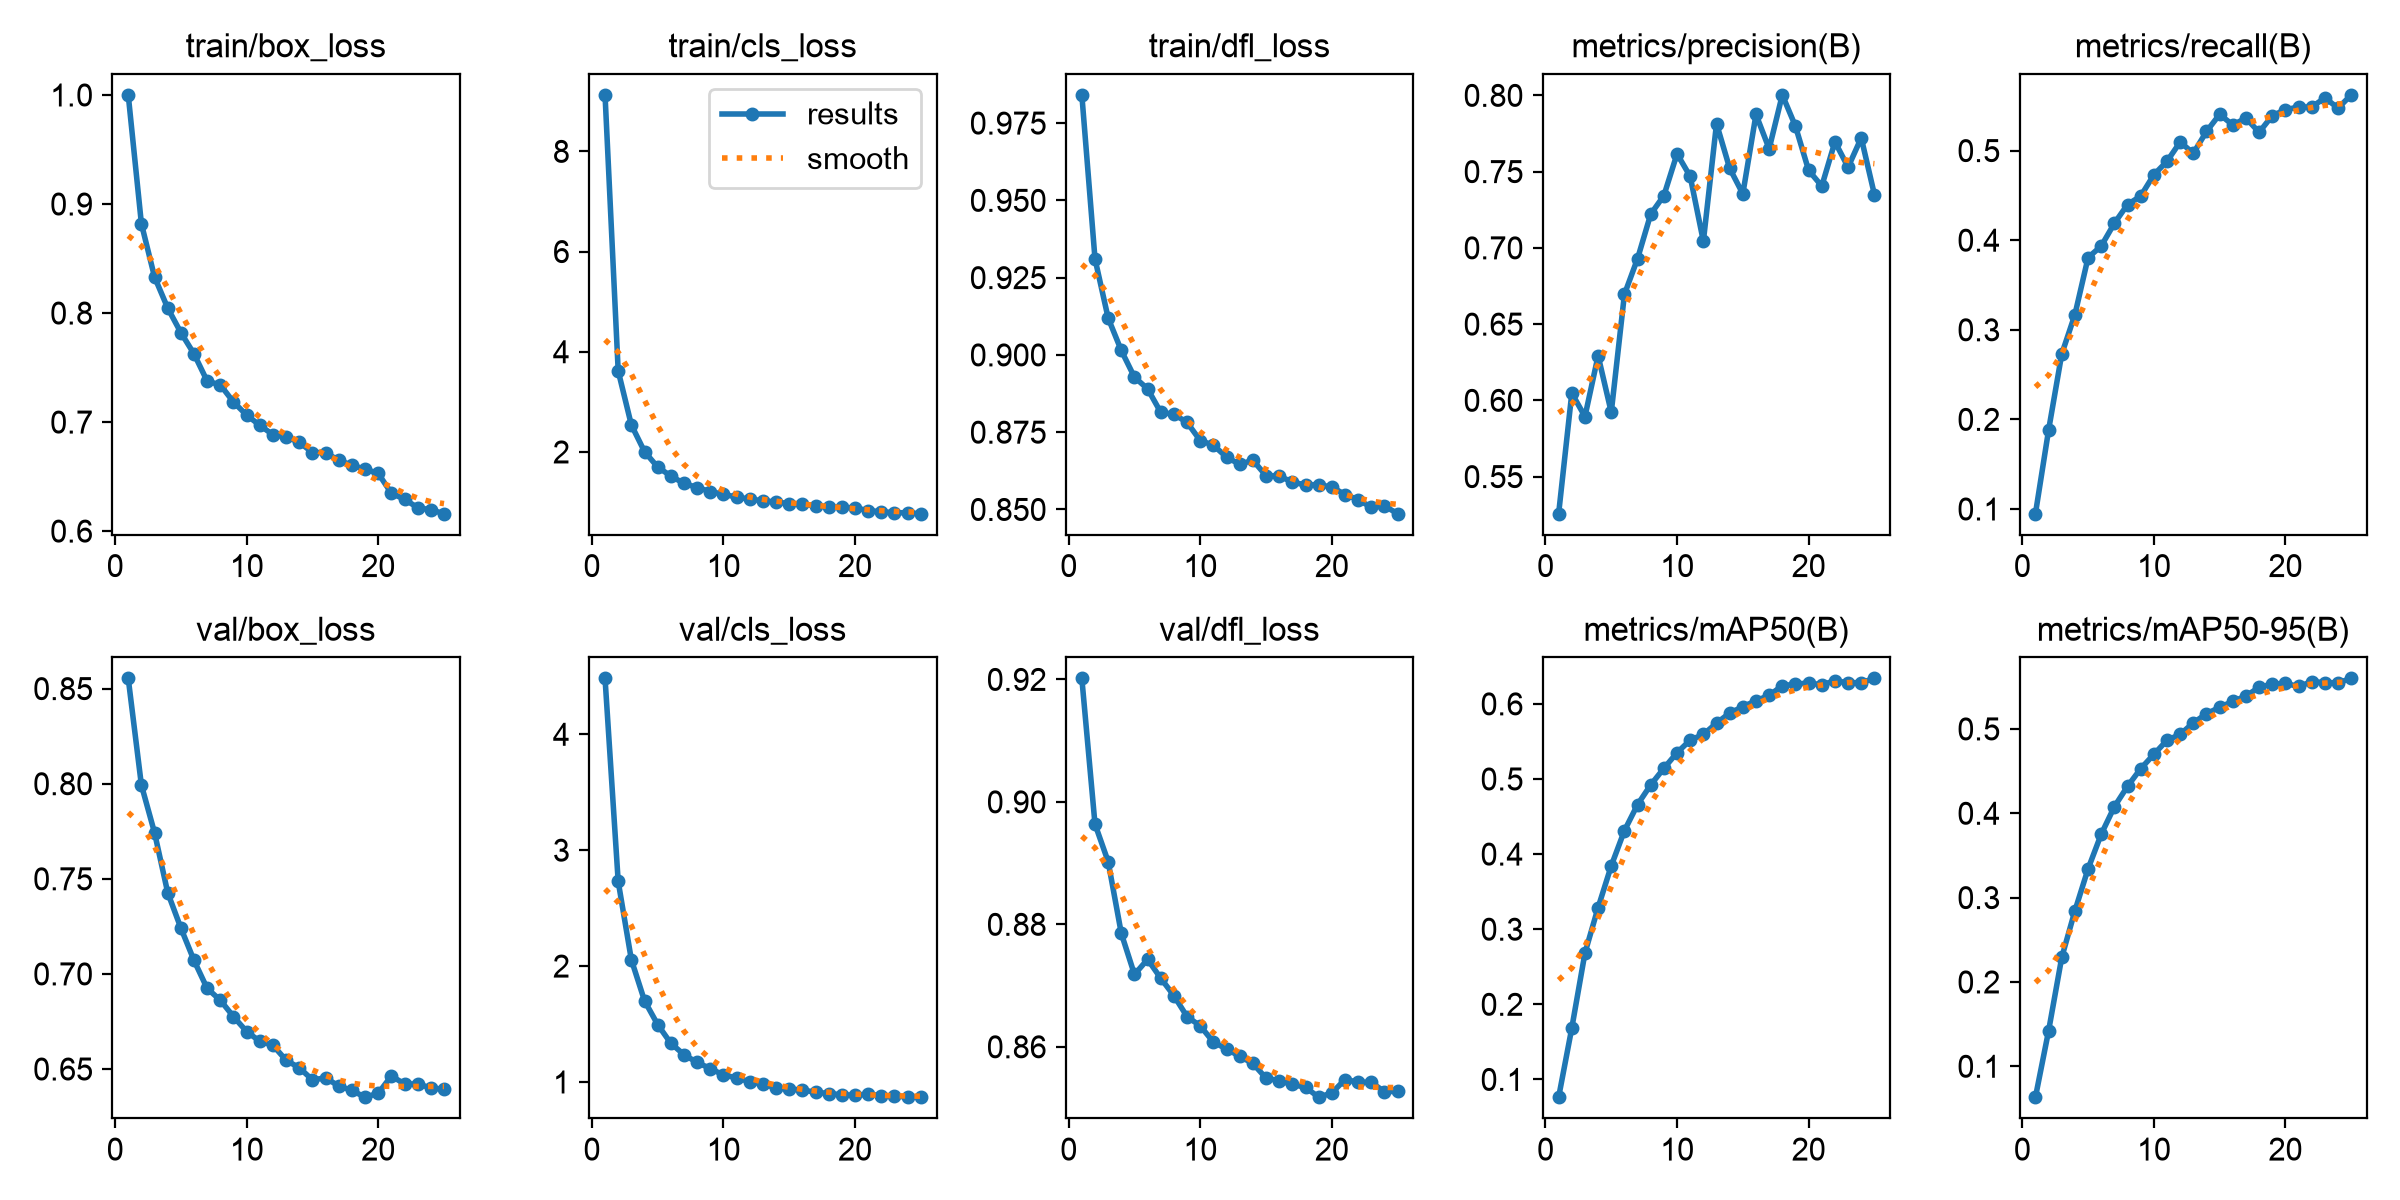 train/box_loss
1.0
0.9
0.8
0.7
0.6
0 10 20
train/cls_loss
results
smooth
8
6
4
2
0 10 20
train/dfl_loss
0.975
0.950
0.925
0.900
0.875
0.850
0 10 20
metrics/precision(B)
0.80
0.75
0.70
0.65
0.60
0.55
0 10 20
metrics/recall(B)
0.5
0.4
0.3
0.2
0.1
0 10 20
val/box_loss
0.85
0.80
0.75
0.70
0.65
0 10 20
val/cls_loss
4
3
2
1
0 10 20
val/dfl_loss
0.92
0.90
0.88
0.86
0 10 20
metrics/mAP50(B)
0.6
0.5
0.4
0.3
0.2
0.1
0 10 20
metrics/mAP50-95(B)
0.5
0.4
0.3
0.2
0.1
0 10 20